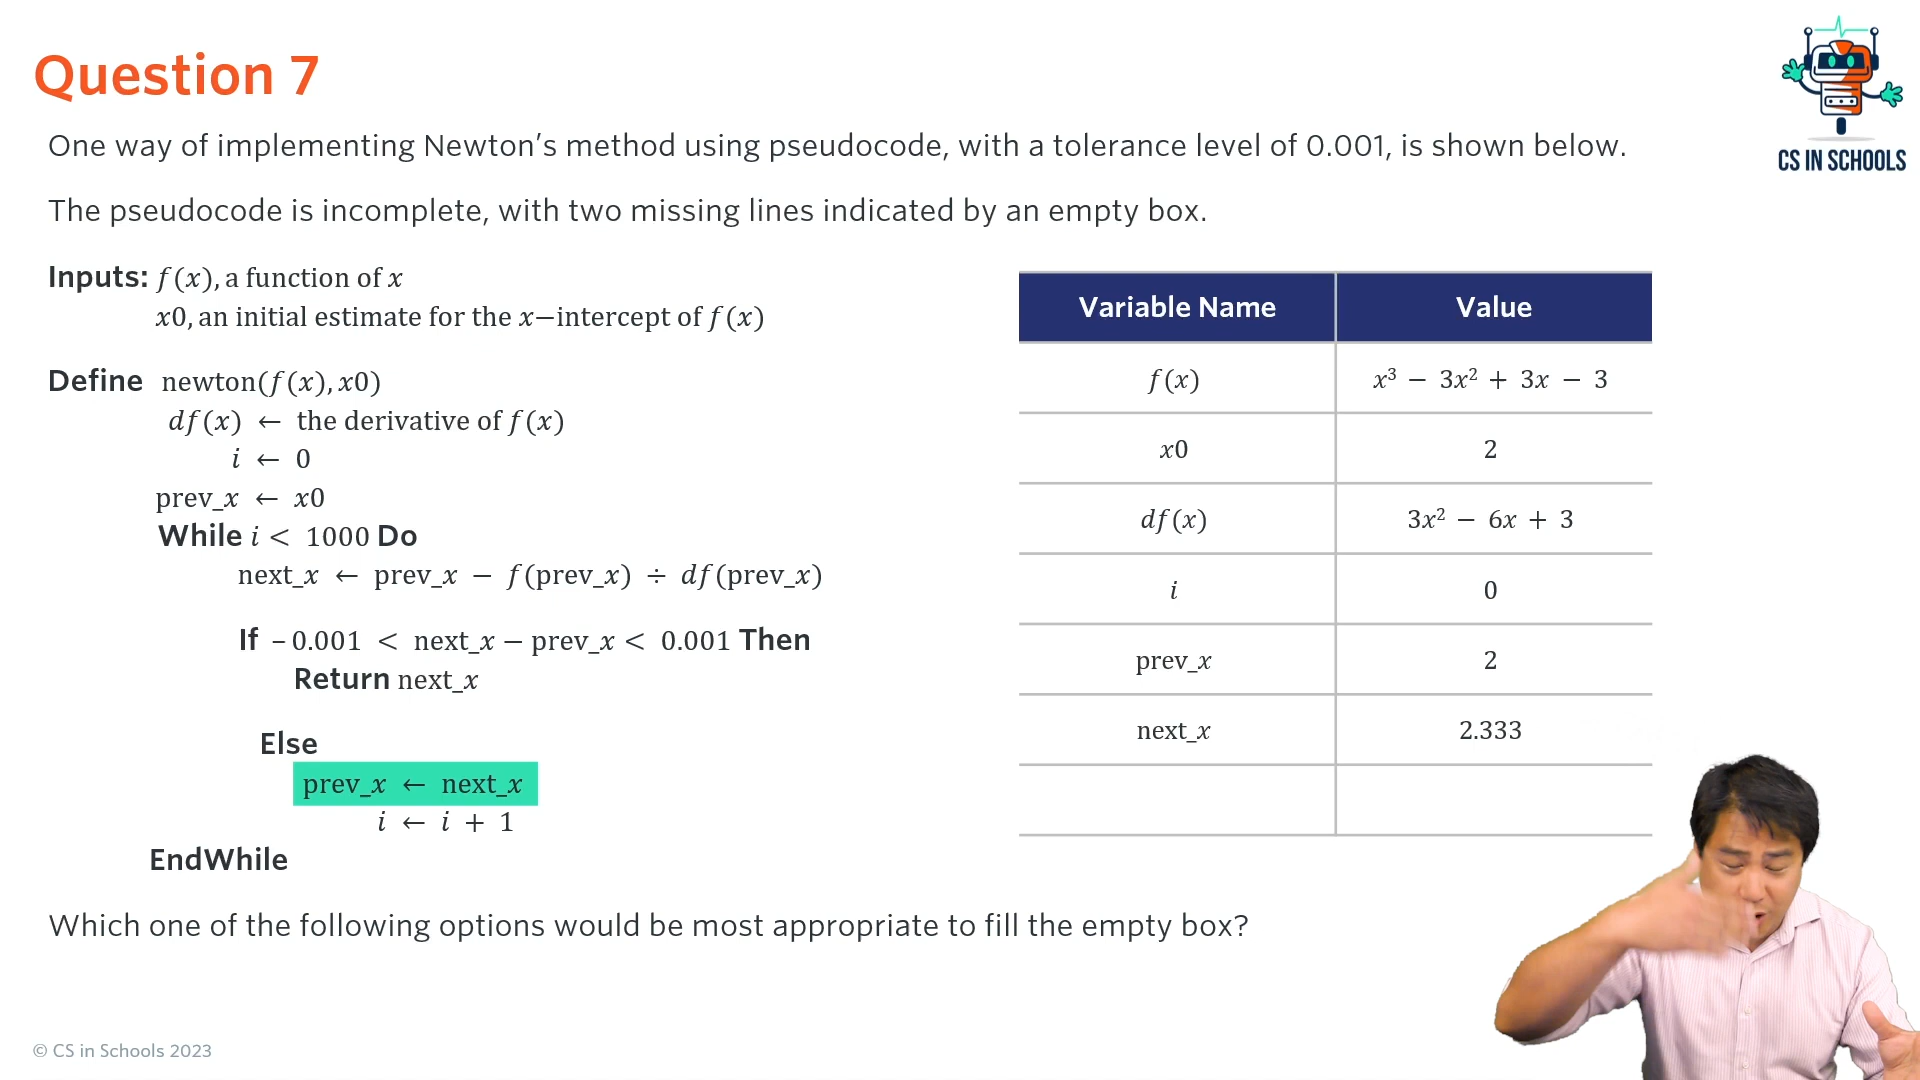 Question 7
CS IN SCHOOLS
One way of implementing Newton's method using pseudocode, with a tolerance level of 0.001, is shown below.
The pseudocode is incomplete, with two missing lines indicated by an empty box.
Inputs: f(x), a function of x
x0, an initial estimate for the x−intercept of f(x)
Define newton(f(x), x0)
df(x) ← the derivative of f(x)
i ← 0
prev_x ← x0
While i < 1000 Do
next_x ← prev_x − f(prev_x) ÷ df(prev_x)
If −0.001 < next_x − prev_x < 0.001 Then
Return next_x
Else
prev_x ← next_x
i ← i + 1
EndWhile
Variable Name Value
f(x) x³ − 3x² + 3x − 3
x0 2
df(x) 3x² − 6x + 3
i 0
prev_x 2
next_x 2.333
Which one of the following options would be most appropriate to fill the empty box?
© CS in Schools 2023